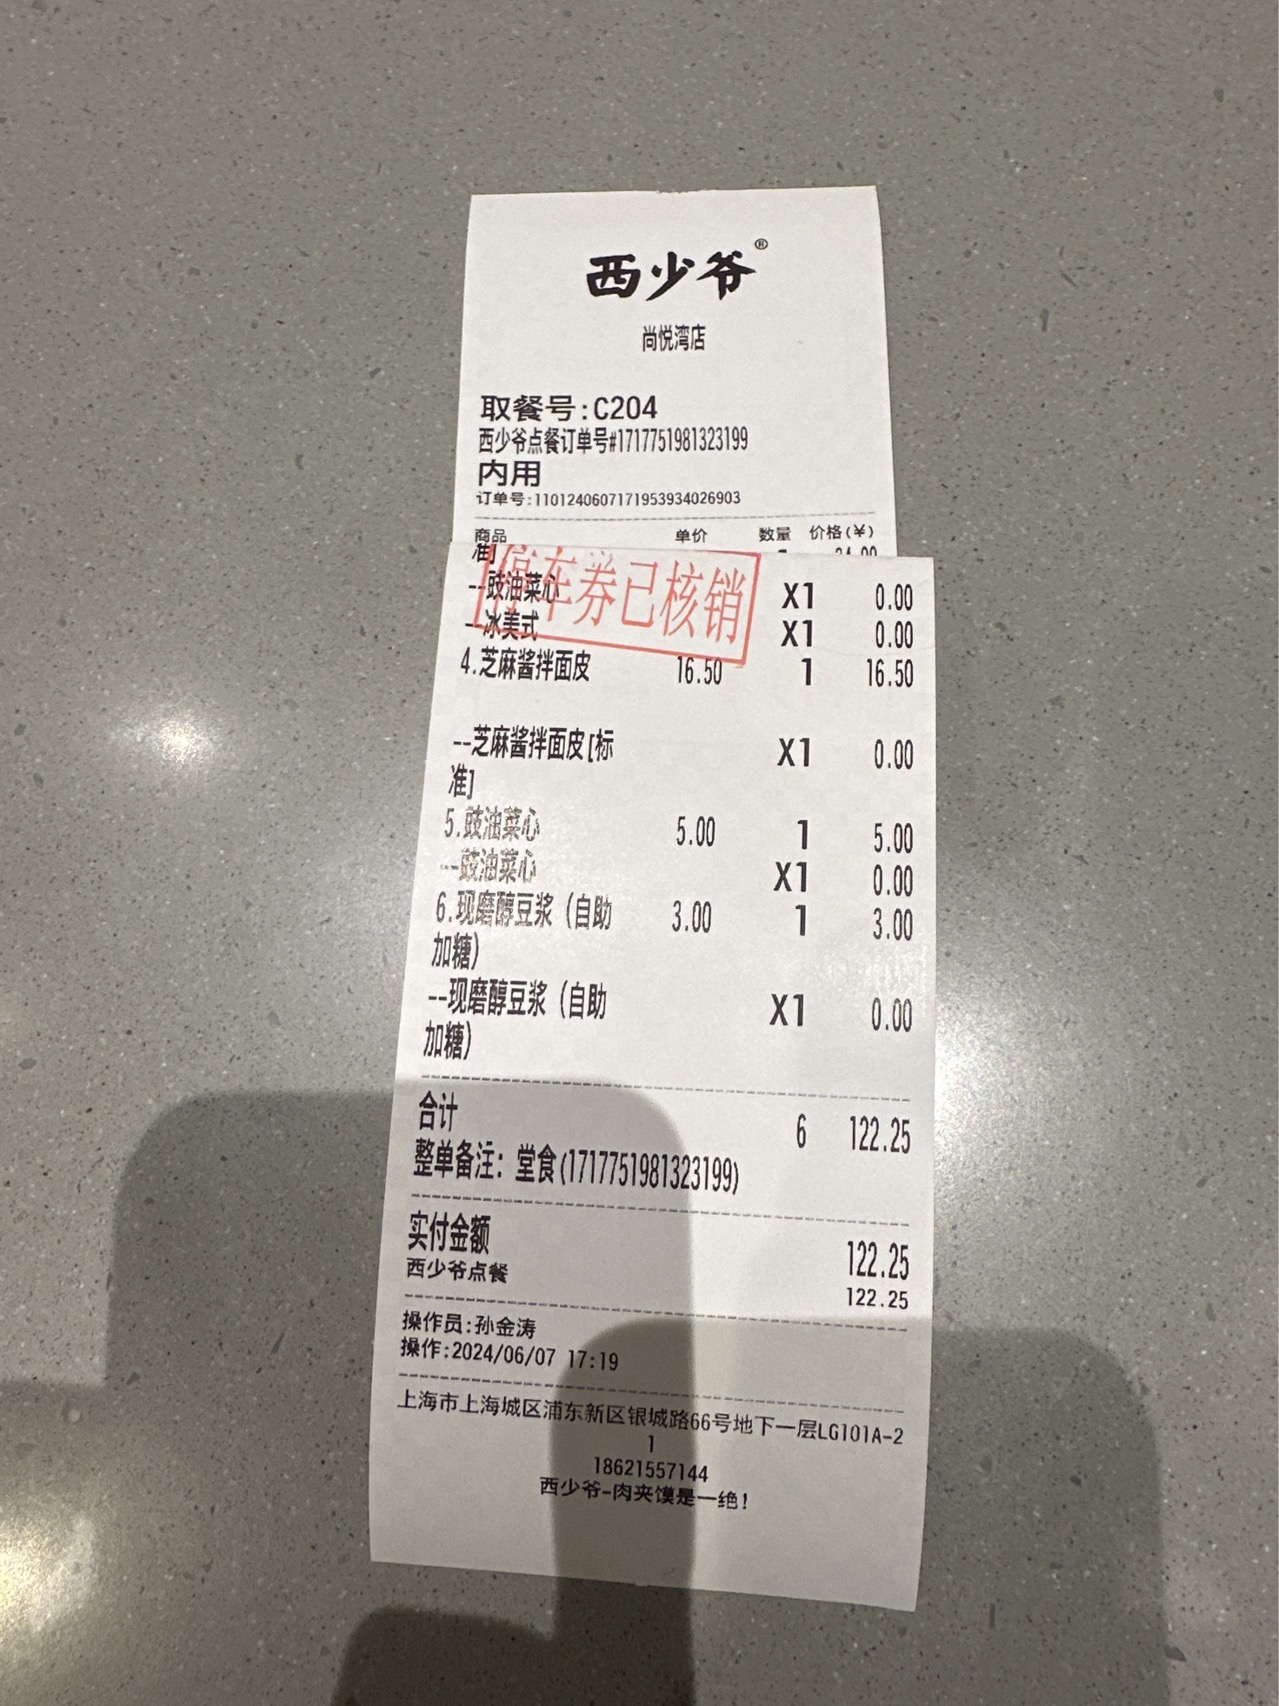 西少爷®
尚悦湾店
取餐号:C204
西少爷点餐订单号#1717751981323199
内用
订单号:1101240607171953934026903
商品 单价 数量 价格(¥)
准]
停车券已核销
--豉油菜心 X1 0.00
--冰美式 X1 0.00
4.芝麻酱拌面皮 16.50 1 16.50
--芝麻酱拌面皮[标 X1 0.00
准]
5.豉油菜心 5.00 1 5.00
--豉油菜心 X1 0.00
6.现磨醇豆浆（自助 3.00 1 3.00
加糖）
--现磨醇豆浆（自助 X1 0.00
加糖）
合计 6 122.25
整单备注：堂食(1717751981323199)
实付金额 122.25
西少爷点餐 122.25
操作员:孙金涛
操作:2024/06/07 17:19
上海市上海城区浦东新区银城路66号地下一层LG101A-2
1
18621557144
西少爷-肉夹馍是一绝!